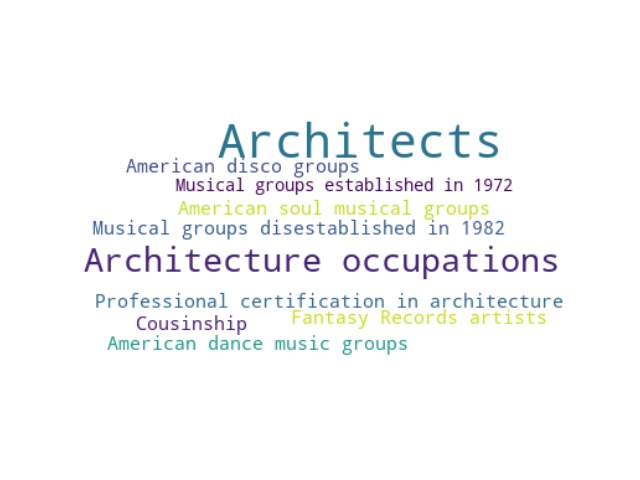 Architects
American disco groups
Musical groups established in 1972
American soul musical groups
Musical groups disestablished in 1982
Architecture occupations
Professional certification in architecture
Fantasy Records artists
Cousinship
American dance music groups